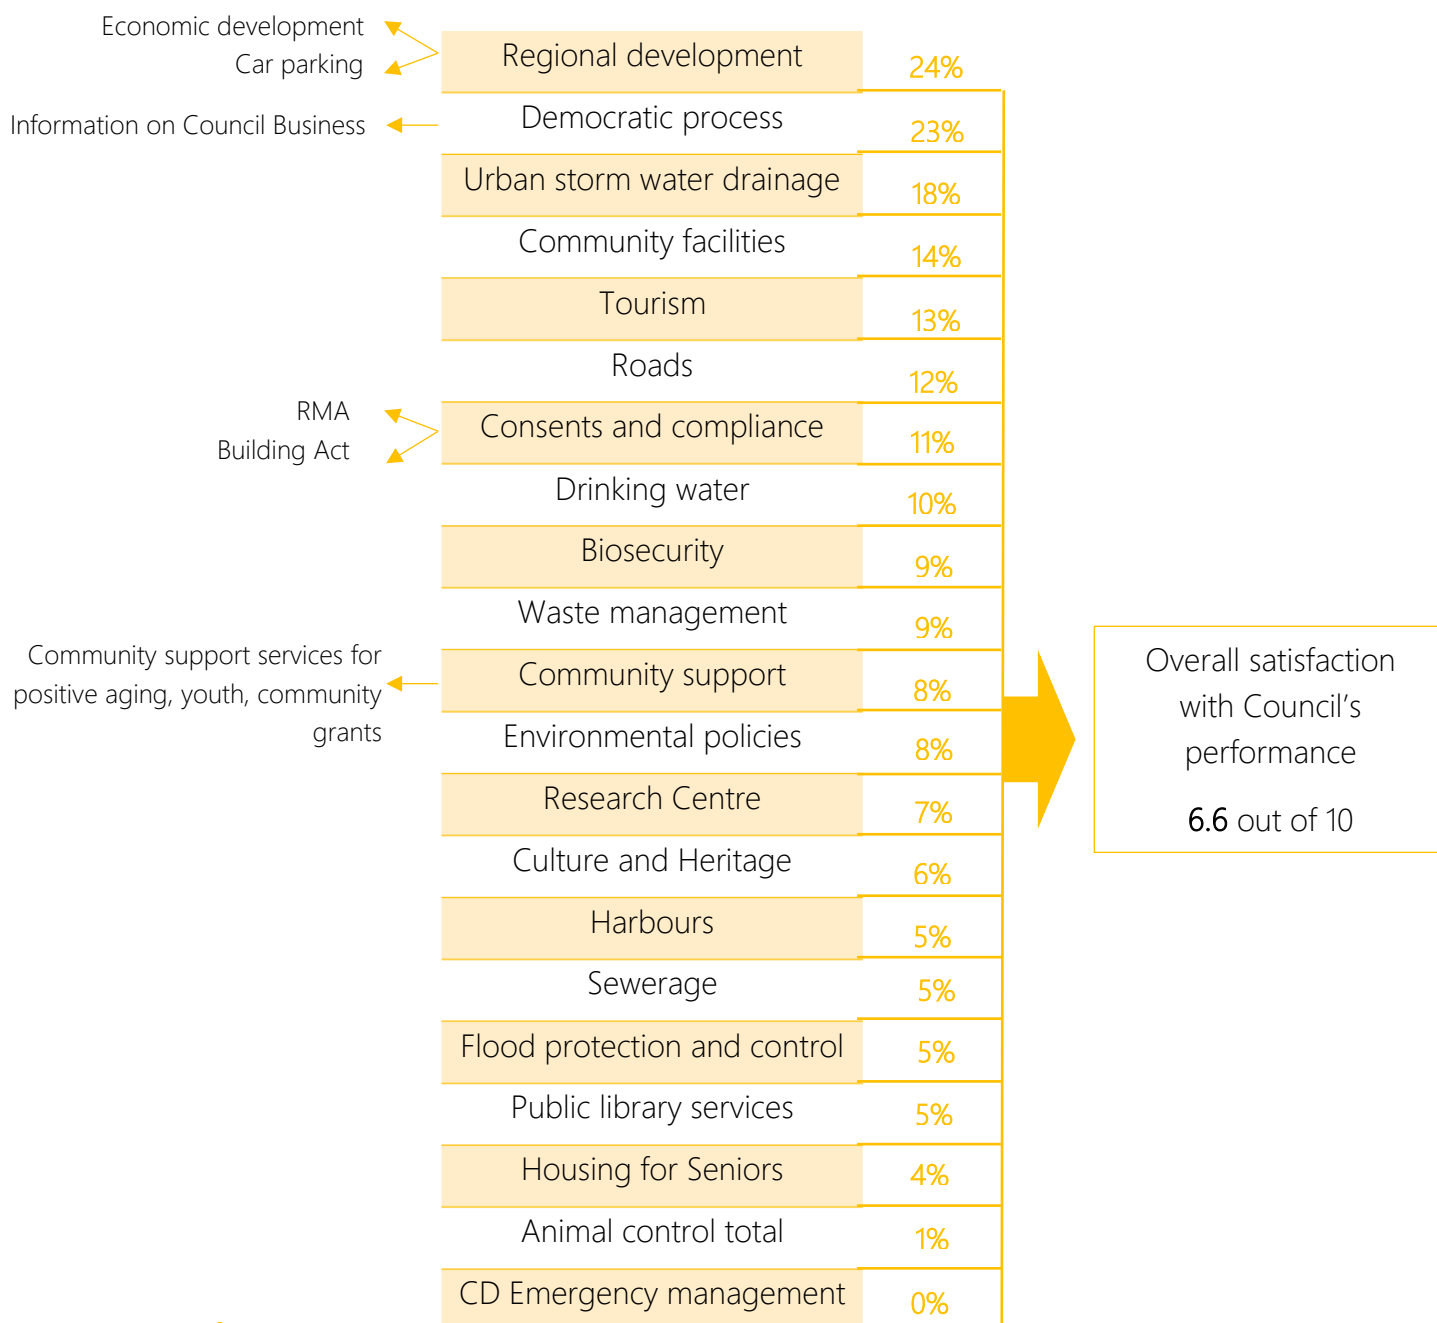 Economic development
Car parking
Regional development 24%
Information on Council Business
Democratic process 23%
Urban storm water drainage 18%
Community facilities 14%
Tourism 13%
Roads 12%
RMA
Building Act
Consents and compliance 11%
Drinking water 10%
Biosecurity 9%
Waste management 9%
Community support services for
positive aging, youth, community
grants
Community support 8%
Environmental policies 8%
Research Centre 7%
Culture and Heritage 6%
Harbours 5%
Sewerage 5%
Flood protection and control 5%
Public library services 5%
Housing for Seniors 4%
Animal control total 1%
CD Emergency management 0%
Overall satisfaction
with Council’s
performance
6.6 out of 10